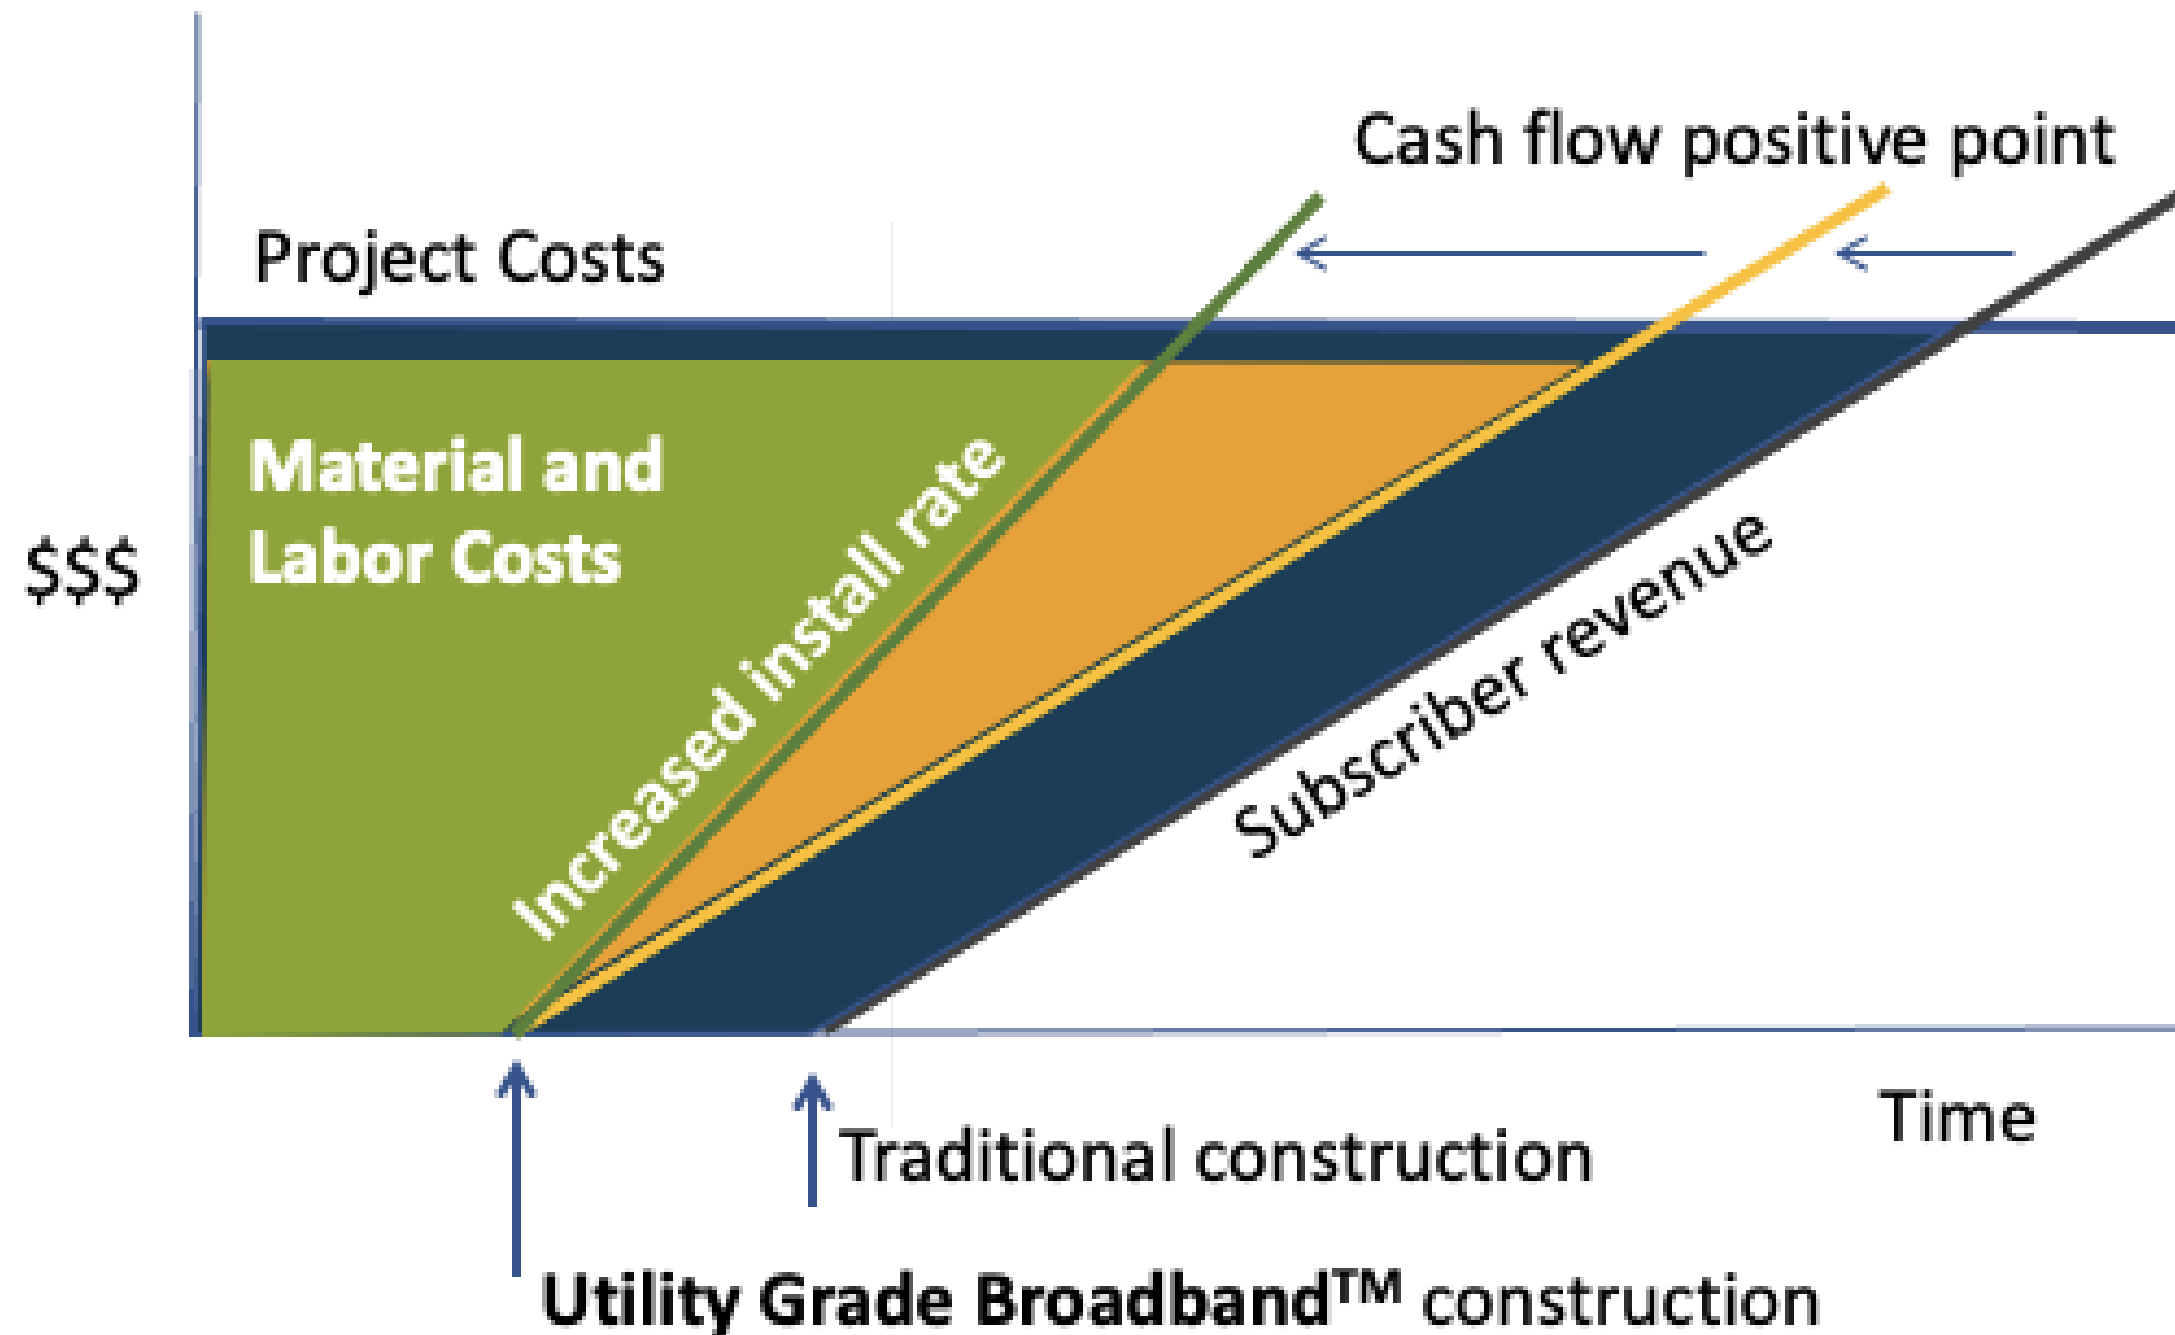 Cash flow positive point
Project Costs
Material and
Labor Costs
$$$
Increased install rate
Subscriber revenue
Time
Traditional construction
Utility Grade Broadband™ construction